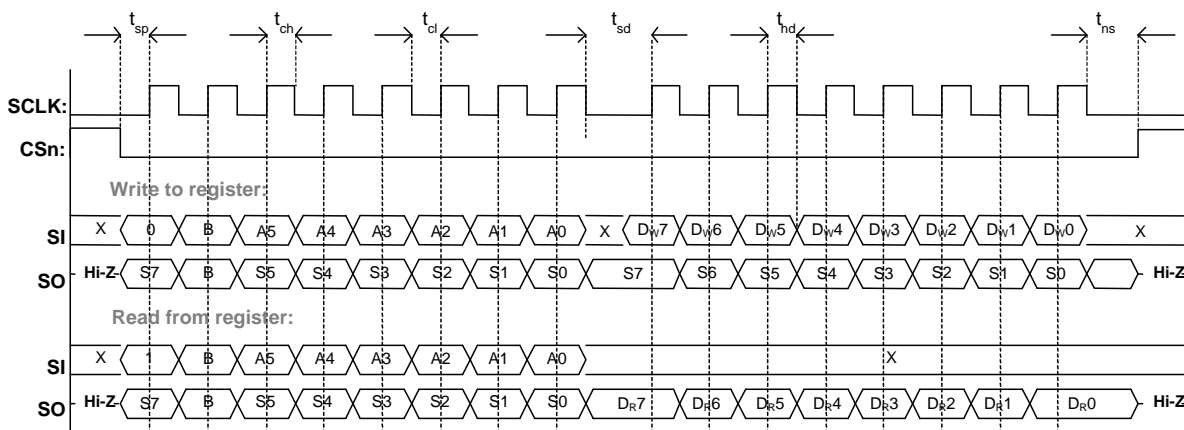 tsp tch tcl tsd thd tns
SCLK:
CSn:
Write to register:
SI X 0 B A5 A4 A3 A2 A1 A0 X DW7 DW6 DW5 DW4 DW3 DW2 DW1 DW0 X
SO Hi-Z S7 B S5 S4 S3 S2 S1 S0 S7 S6 S5 S4 S3 S2 S1 S0 Hi-Z
Read from register:
SI X 1 B A5 A4 A3 A2 A1 A0 X
SO Hi-Z S7 B S5 S4 S3 S2 S1 S0 DR7 DR6 DR5 DR4 DR3 DR2 DR1 DR0 Hi-Z